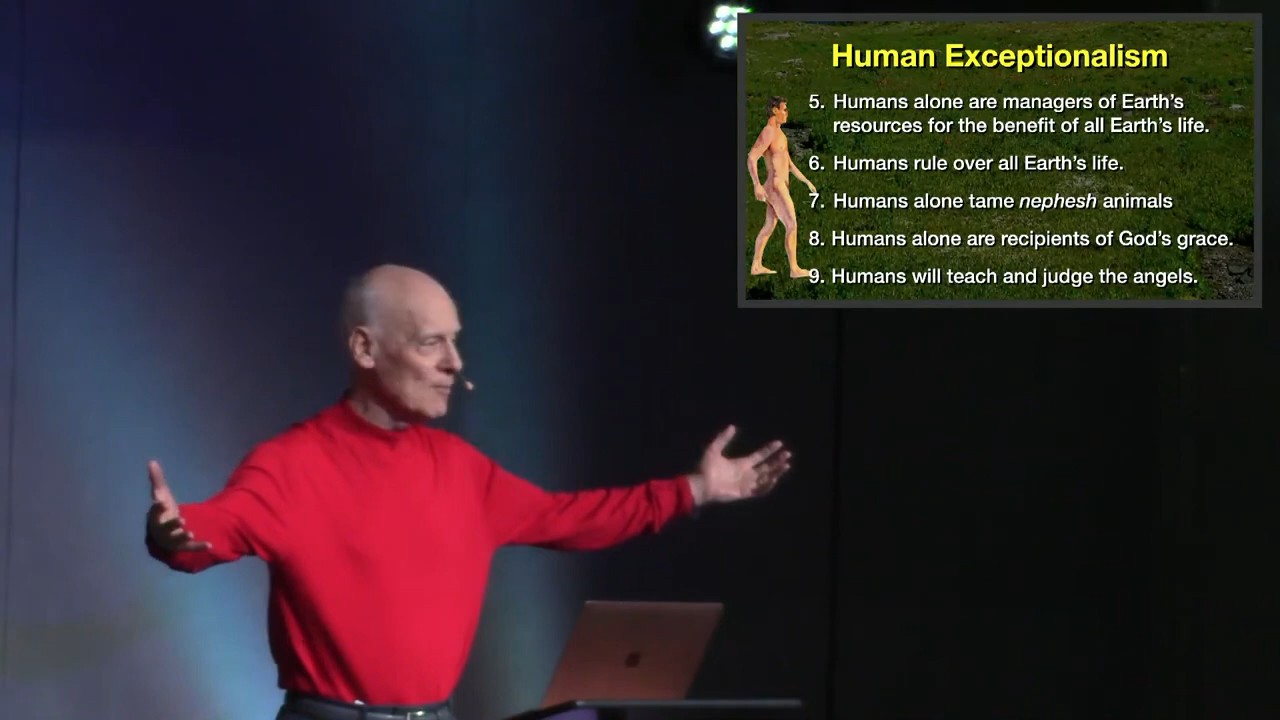 Human Exceptionalism
5. Humans alone are managers of Earth's
resources for the benefit of all Earth's life.
6. Humans rule over all Earth's life.
7. Humans alone tame nephesh animals
8. Humans alone are recipients of God's grace.
9. Humans will teach and judge the angels.